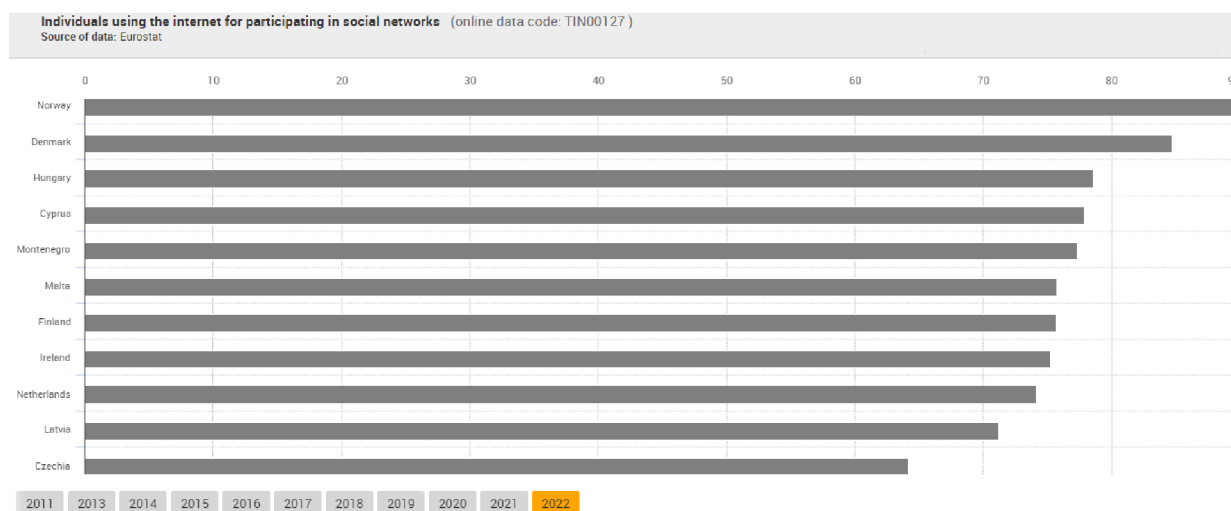 Individuals using the internet for participating in social networks (online data code: TIN00127 )
Source of data: Eurostat
0 10 20 30 40 50 60 70 80
Norway
Denmark
Hungary
Cyprus
Montenegro
Malta
Finland
Ireland
Netherlands
Latvia
Czechia
2011 2013 2014 2015 2016 2017 2018 2019 2020 2021 2022